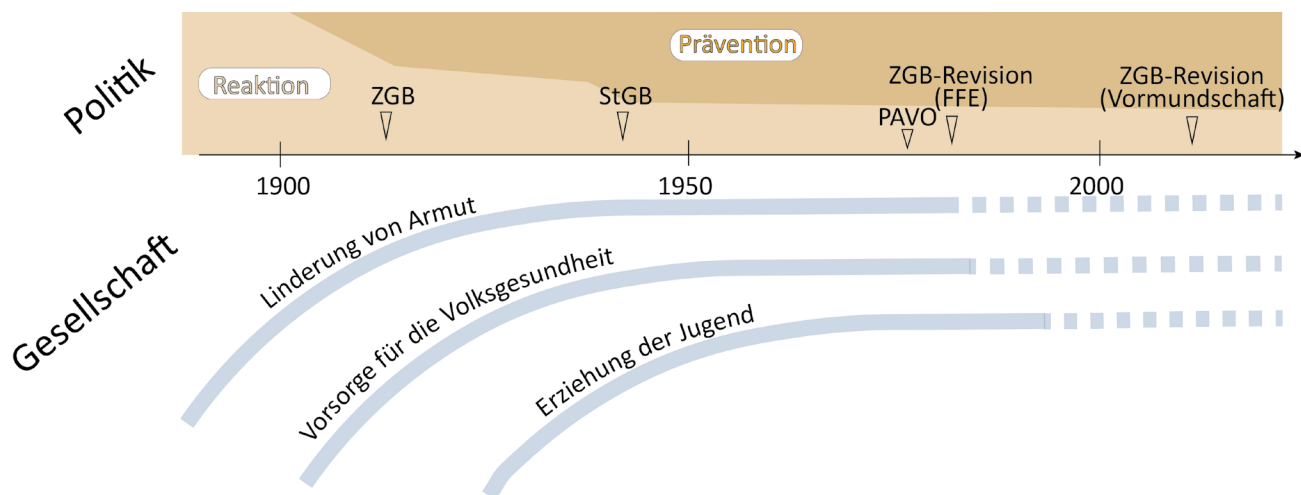 Politik
Reaktion
Prävention
ZGB
StGB
PAVO
ZGB-Revision
(FFE)
ZGB-Revision
(Vormundschaft)
1900
1950
2000
Gesellschaft
Linderung von Armut
Vorsorge für die Volksgesundheit
Erziehung der Jugend